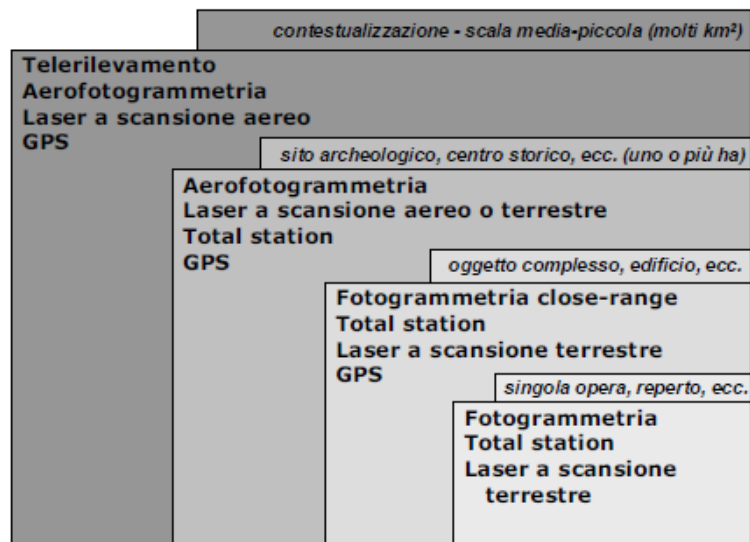 contestualizzazione - scala media-piccola (molti km²)
Telerilevamento
Aerofotogrammetria
Laser a scansione aereo
GPS
sito archeologico, centro storico, ecc. (uno o più ha)
Aerofotogrammetria
Laser a scansione aereo o terrestre
Total station
GPS
oggetto complesso, edificio, ecc.
Fotogrammetria close-range
Total station
Laser a scansione terrestre
GPS
singola opera, reperto, ecc.
Fotogrammetria
Total station
Laser a scansione
terrestre